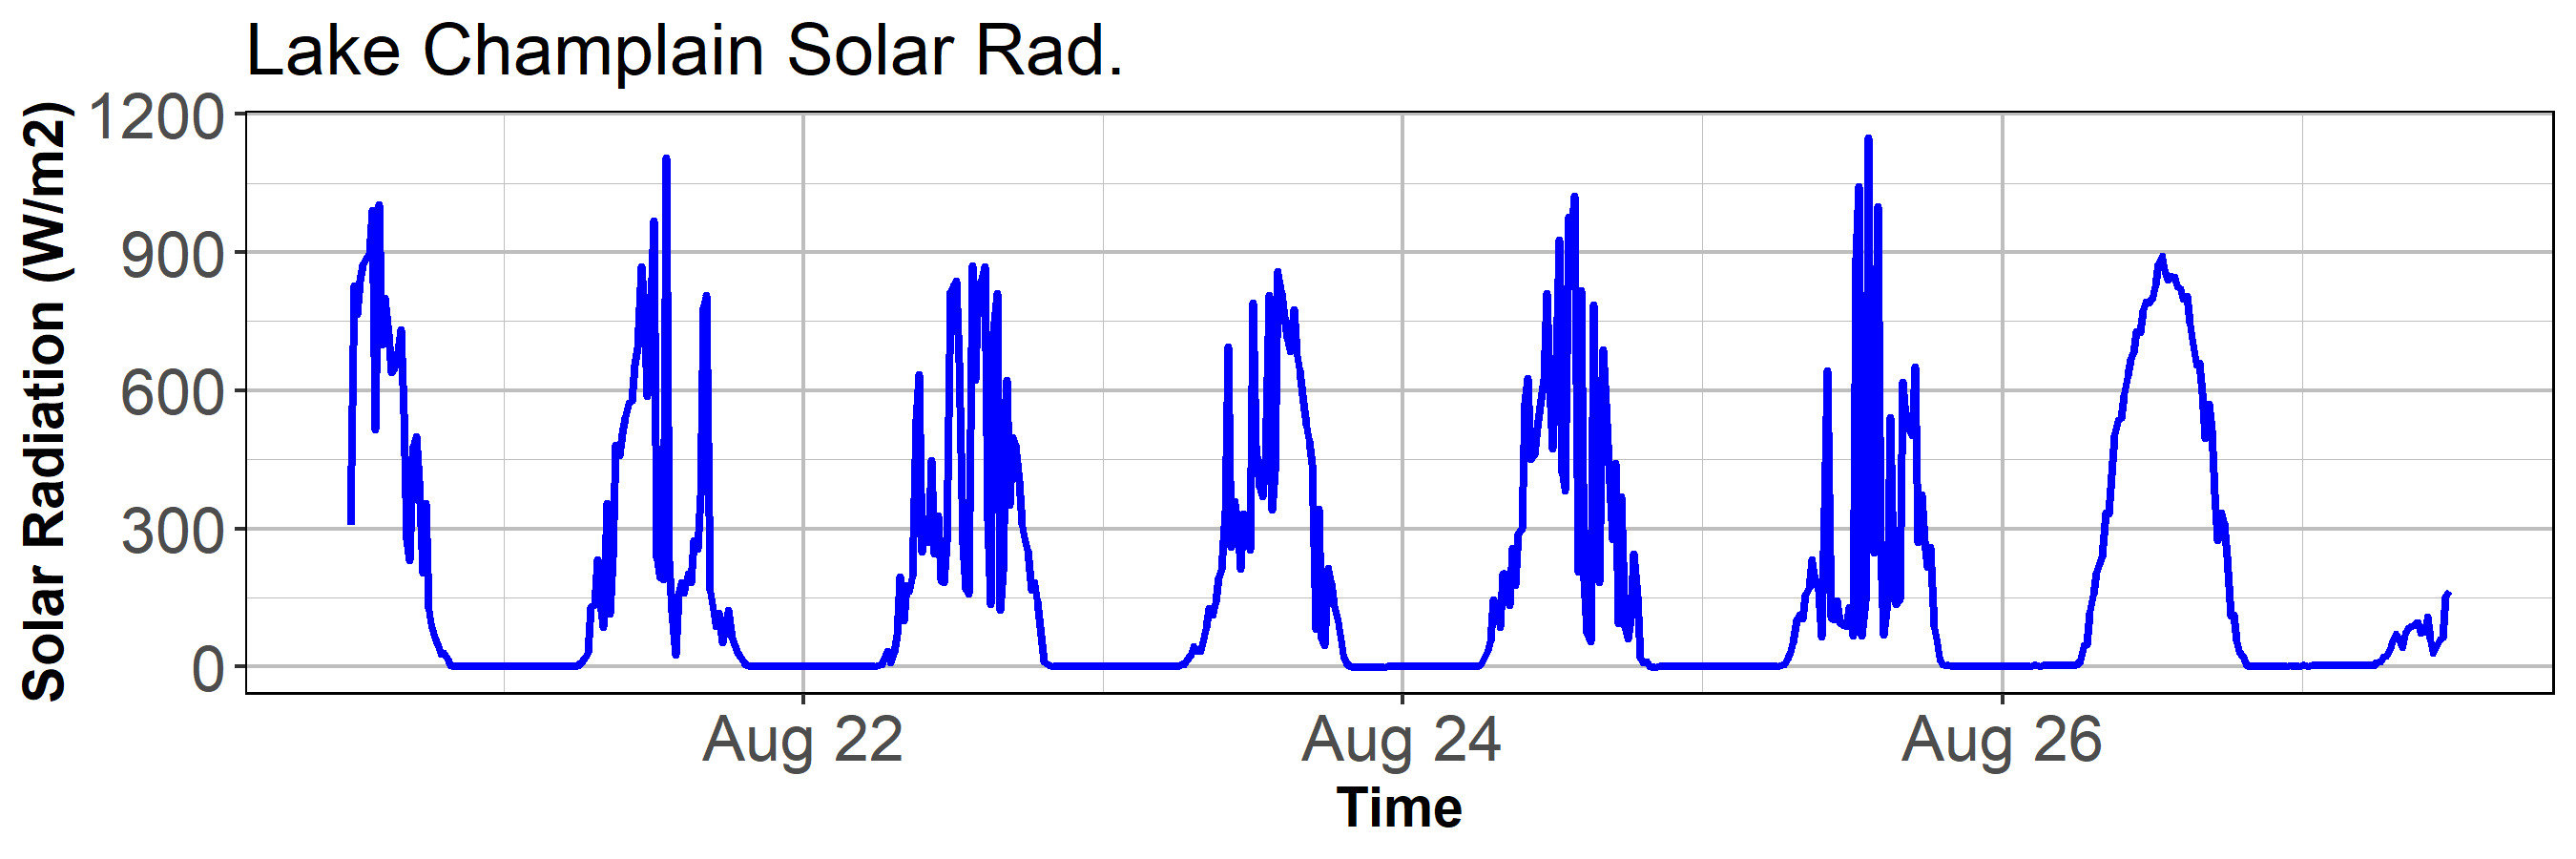 Lake Champlain Solar Rad.
Solar Radiation (W/m2)
1200
900
600
300
0
Aug 22 Aug 24 Aug 26
Time